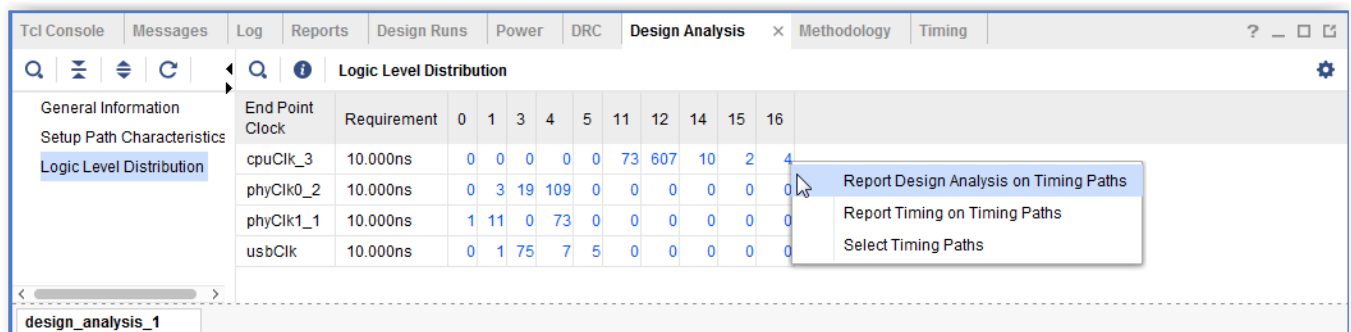 Tcl Console Messages Log Reports Design Runs Power DRC Design Analysis × Methodology Timing ? _
Logic Level Distribution
General Information
Setup Path Characteristics
Logic Level Distribution
End Point Clock Requirement 0 1 3 4 5 11 12 14 15 16
cpuClk_3 10.000ns 0 0 0 0 0 73 607 10 2 4
phyClk0_2 10.000ns 0 3 19 109 0 0 0 0 0 0
phyClk1_1 10.000ns 1 11 0 73 0 0 0 0 0 0
usbClk 10.000ns 0 1 75 7 5 0 0 0 0 0
Report Design Analysis on Timing Paths
Report Timing on Timing Paths
Select Timing Paths
design_analysis_1